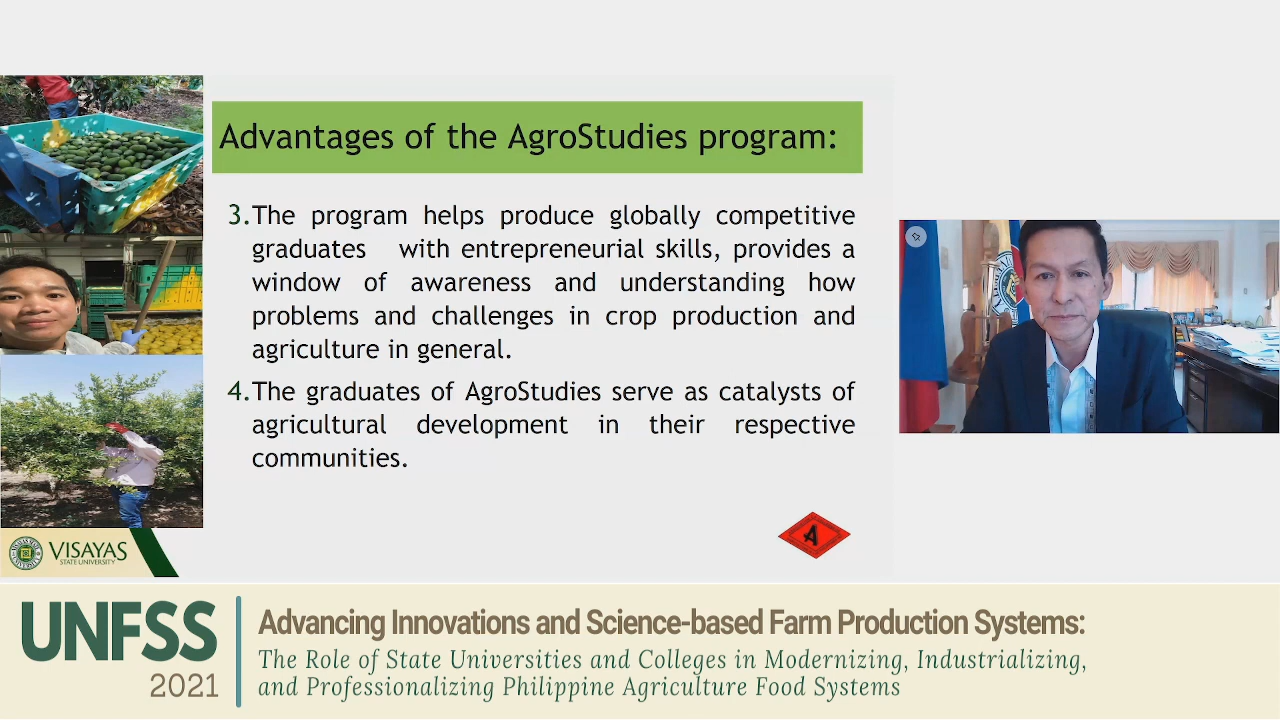 Advantages of the AgroStudies program:
3.The program helps produce globally competitive
graduates with entrepreneurial skills, provides a
window of awareness and understanding how
problems and challenges in crop production and
agriculture in general.
4.The graduates of AgroStudies serve as catalysts of
agricultural development in their respective
communities.
A
VISAYAS
STATE UNIVERSITY
UNFSS
2021
Advancing Innovations and Science-based Farm Production Systems:
The Role of State Universities and Colleges in Modernizing, Industrializing,
and Professionalizing Philippine Agriculture Food Systems